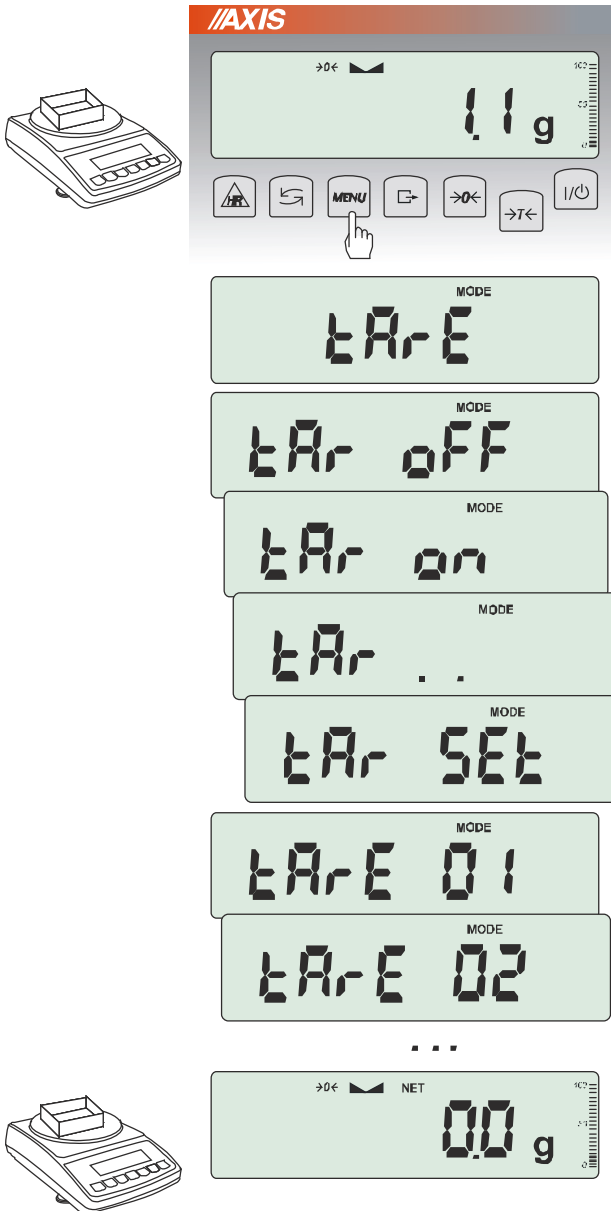 //AXIS
→0← 100
1.1 g 50
0
HR MENU →0← →T← I/⏻
MODE
tArE
MODE
tAr oFF
MODE
tAr on
MODE
tAr . .
MODE
tAr SEt
MODE
tArE 01
MODE
tArE 02
...
→0← NET 100
0.0 g
0